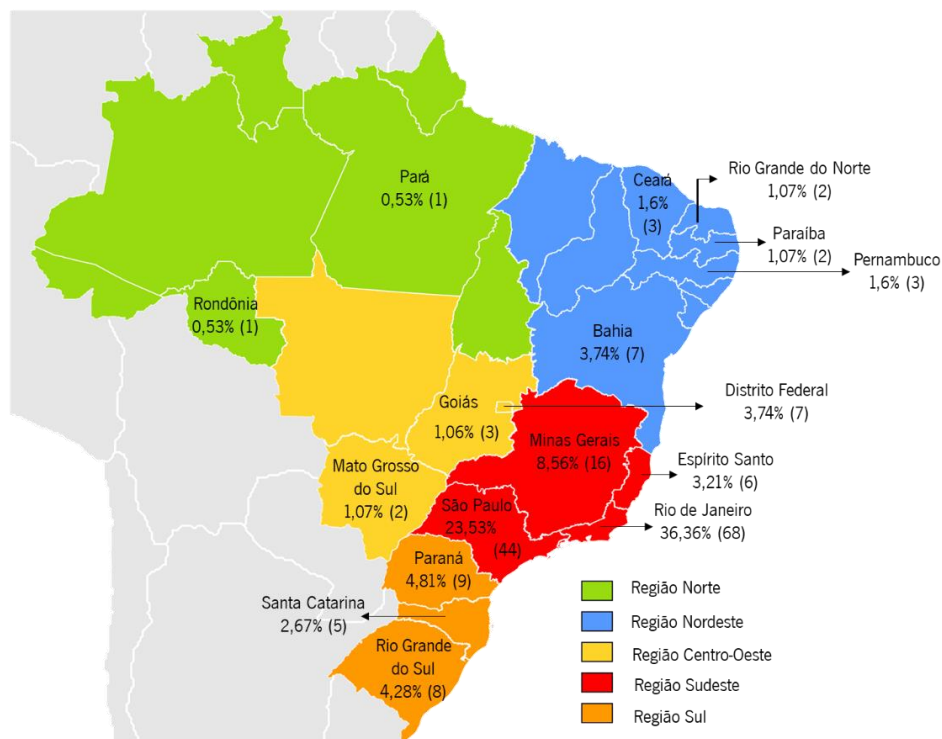 Pará
0,53% (1)
Ceará
1,6%
(3)
Rio Grande do Norte
1,07% (2)
Paraíba
1,07% (2)
Pernambuco
1,6% (3)
Rondônia
0,53% (1)
Bahia
3,74% (7)
Distrito Federal
3,74% (7)
Goiás
1,06% (3)
Minas Gerais
8,56% (16)
Mato Grosso
do Sul
1,07% (2)
Espírito Santo
3,21% (6)
São Paulo
23,53%
(44)
Rio de Janeiro
36,36% (68)
Paraná
4,81% (9)
Santa Catarina
2,67% (5)
Rio Grande
do Sul
4,28% (8)
Região Norte
Região Nordeste
Região Centro-Oeste
Região Sudeste
Região Sul